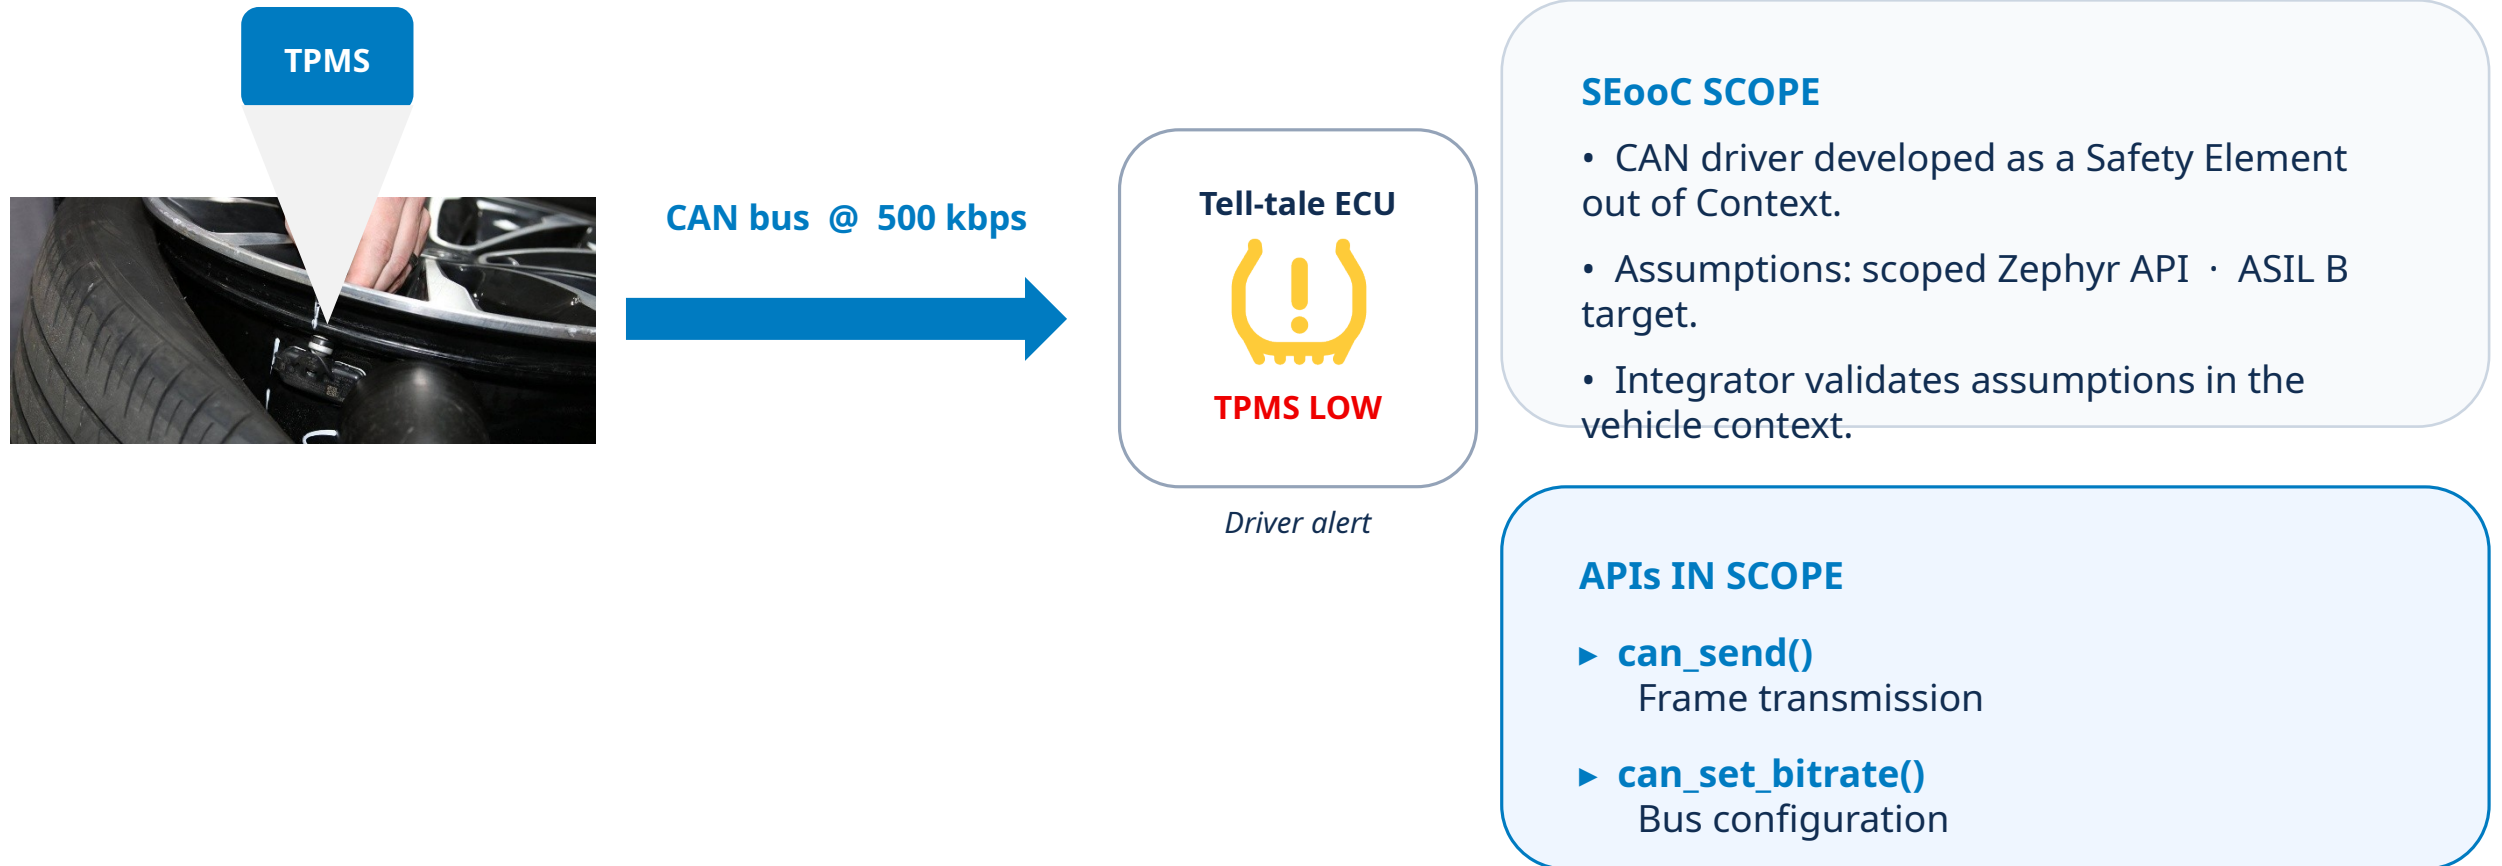 TPMS
CAN bus @ 500 kbps
Tell-tale ECU
TPMS LOW
Driver alert
SEooC SCOPE
• CAN driver developed as a Safety Element
out of Context.
• Assumptions: scoped Zephyr API · ASIL B
target.
• Integrator validates assumptions in the
vehicle context.
APIs IN SCOPE
▸ can_send()
Frame transmission
▸ can_set_bitrate()
Bus configuration